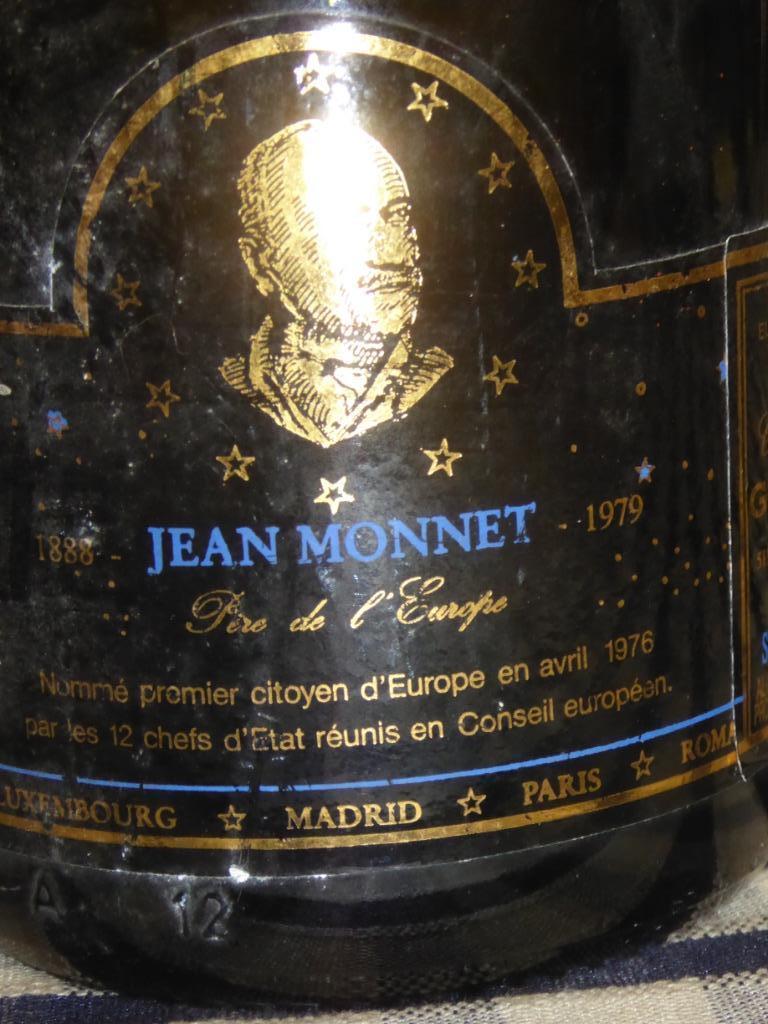 1888 - JEAN MONNET - 1979
Père de l'Europe
Nommé premier citoyen d'Europe en avril 1976
par les 12 chefs d'Etat réunis en Conseil européen.
LUXEMBOURG ☆ MADRID ☆ PARIS ☆ ROMA
A 12